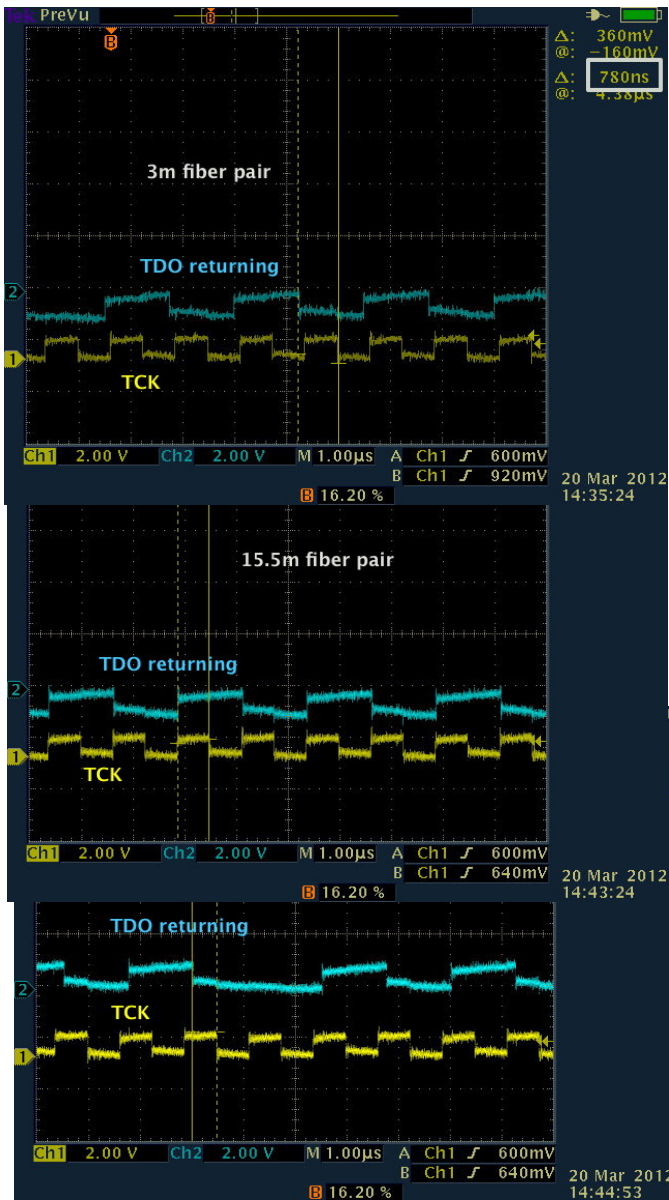 Tek PreVu
B
B
Δ: 360mV
@: −160mV
Δ: 780ns
@: 4.38µs
3m fiber pair
TDO returning
2
1
TCK
Ch1 2.00 V Ch2 2.00 V M 1.00µs A Ch1 ʃ 600mV
B Ch1 ʃ 920mV
B 16.20 %
20 Mar 2012
14:35:24
15.5m fiber pair
TDO returning
2
1
TCK
Ch1 2.00 V Ch2 2.00 V M 1.00µs A Ch1 ʃ 600mV
B Ch1 ʃ 640mV
B 16.20 %
20 Mar 2012
14:43:24
TDO returning
2
TCK
1
Ch1 2.00 V Ch2 2.00 V M 1.00µs A Ch1 ʃ 600mV
B Ch1 ʃ 640mV
B 16.20 %
20 Mar 2012
14:44:53